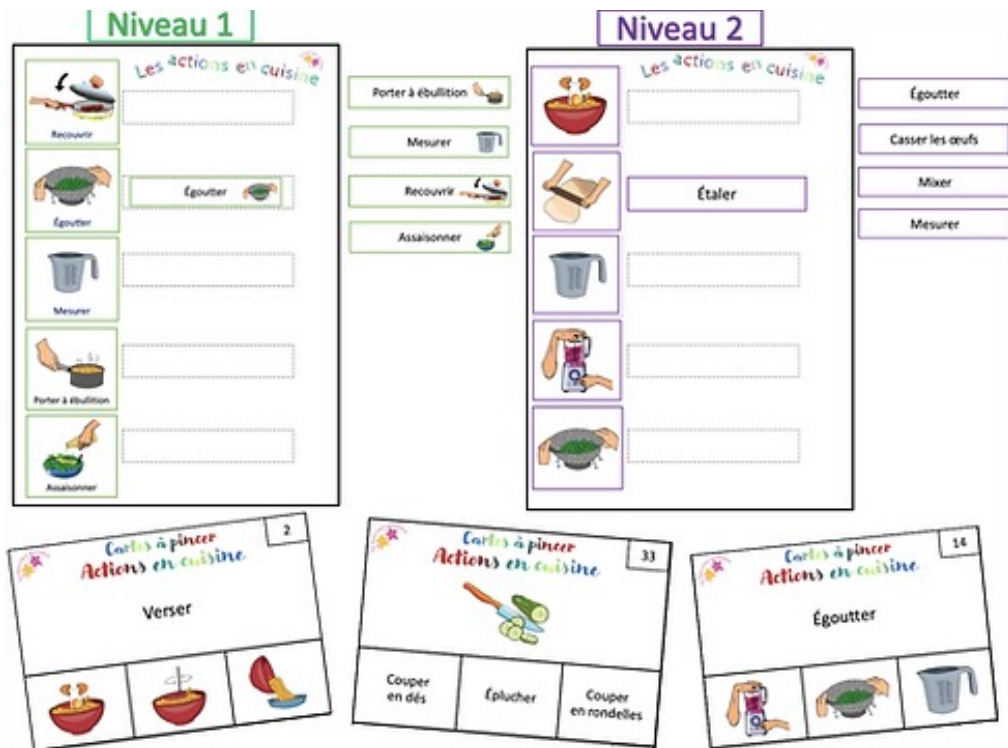 Niveau 1
Les actions en cuisine
Recouvrir
Égoutter
Égoutter
Mesurer
Porter à ébullition
Assaisonner
Porter à ébullition
Mesurer
Recouvrir
Assaisonner
Niveau 2
Les actions en cuisine
Étaler
Égoutter
Casser les œufs
Mixer
Mesurer
2
Cartes à pincer
Actions en cuisine
Verser
33
Cartes à pincer
Actions en cuisine
Couper
en dés
Éplucher
Couper
en rondelles
14
Cartes à pincer
Actions en cuisine
Égoutter